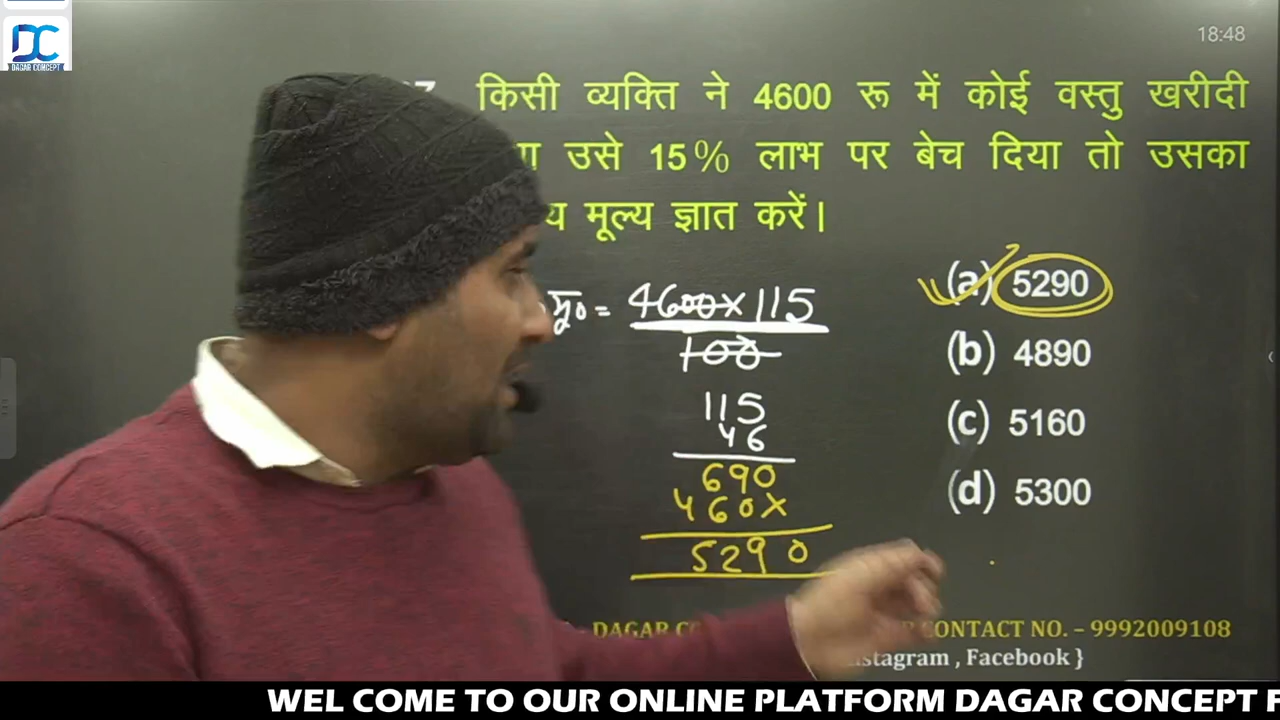 DC
DAGAR CONCEPT
18:48
किसी व्यक्ति ने 4600 रू में कोई वस्तु खरीदी
उसे 15% लाभ पर बेच दिया तो उसका
मूल्य ज्ञात करें।
मू० = 4600×115
100
115
46
690
460×
5290
(a) 5290
(b) 4890
(c) 5160
(d) 5300
DAGAR
CONTACT NO. – 9992009108
Instagram , Facebook }
WEL COME TO OUR ONLINE PLATFORM DAGAR CONCEPT